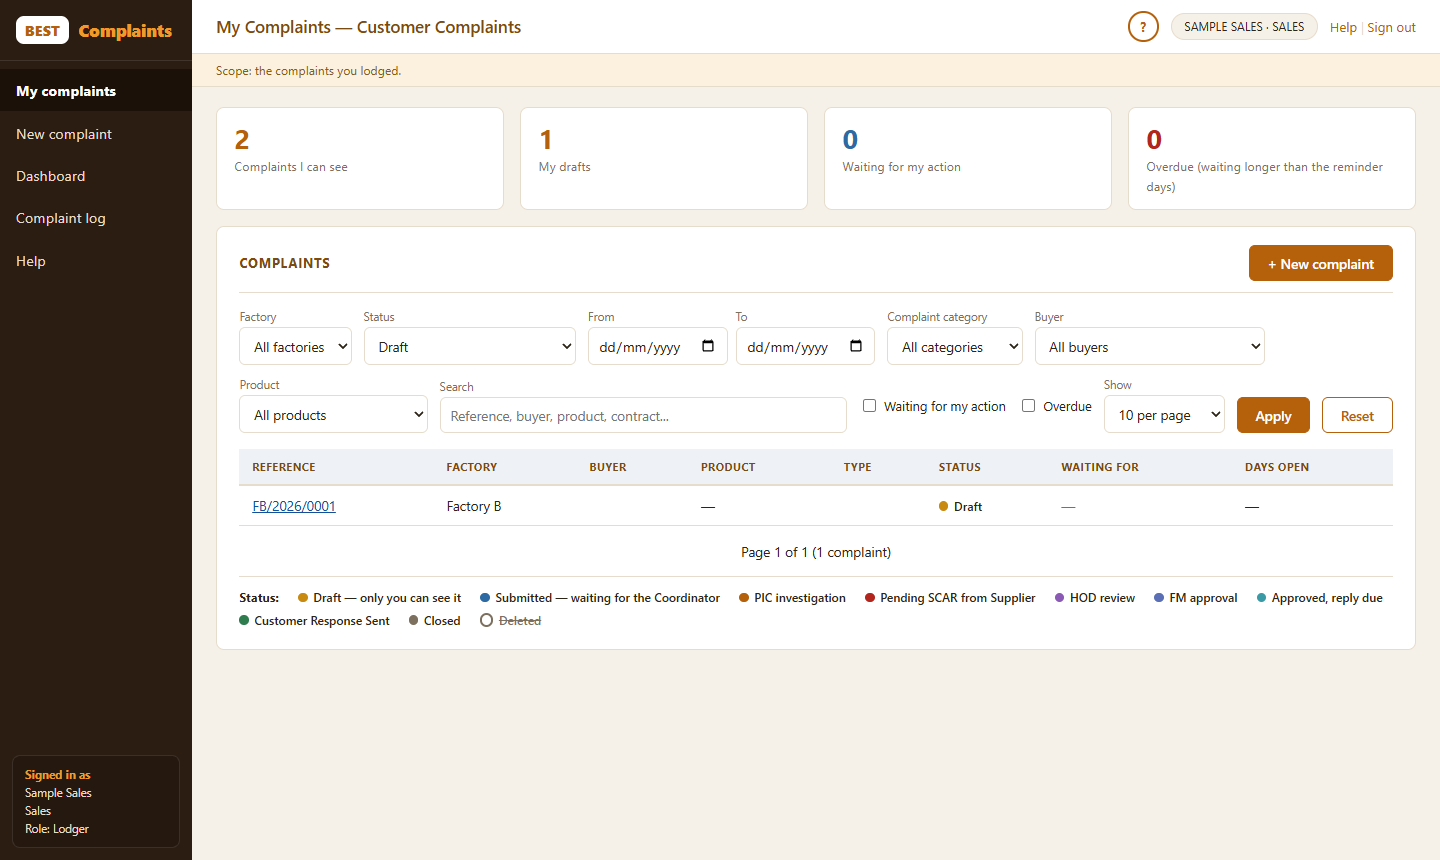 BEST Complaints
My complaints
New complaint
Dashboard
Complaint log
Help
Signed in as
Sample Sales
Sales
Role: Lodger
My Complaints — Customer Complaints
?
SAMPLE SALES · SALES
Help | Sign out
Scope: the complaints you lodged.
2
Complaints I can see
1
My drafts
0
Waiting for my action
0
Overdue (waiting longer than the reminder
days)
COMPLAINTS
+ New complaint
Factory Status From To Complaint category Buyer
All factories Draft dd/mm/yyyy dd/mm/yyyy All categories All buyers
Product Search Show
All products Reference, buyer, product, contract... Waiting for my action Overdue 10 per page Apply Reset
REFERENCE FACTORY BUYER PRODUCT TYPE STATUS WAITING FOR DAYS OPEN
FB/2026/0001 Factory B — Draft — —
Page 1 of 1 (1 complaint)
Status: Draft — only you can see it Submitted — waiting for the Coordinator PIC investigation Pending SCAR from Supplier HOD review FM approval Approved, reply due
Customer Response Sent Closed Deleted